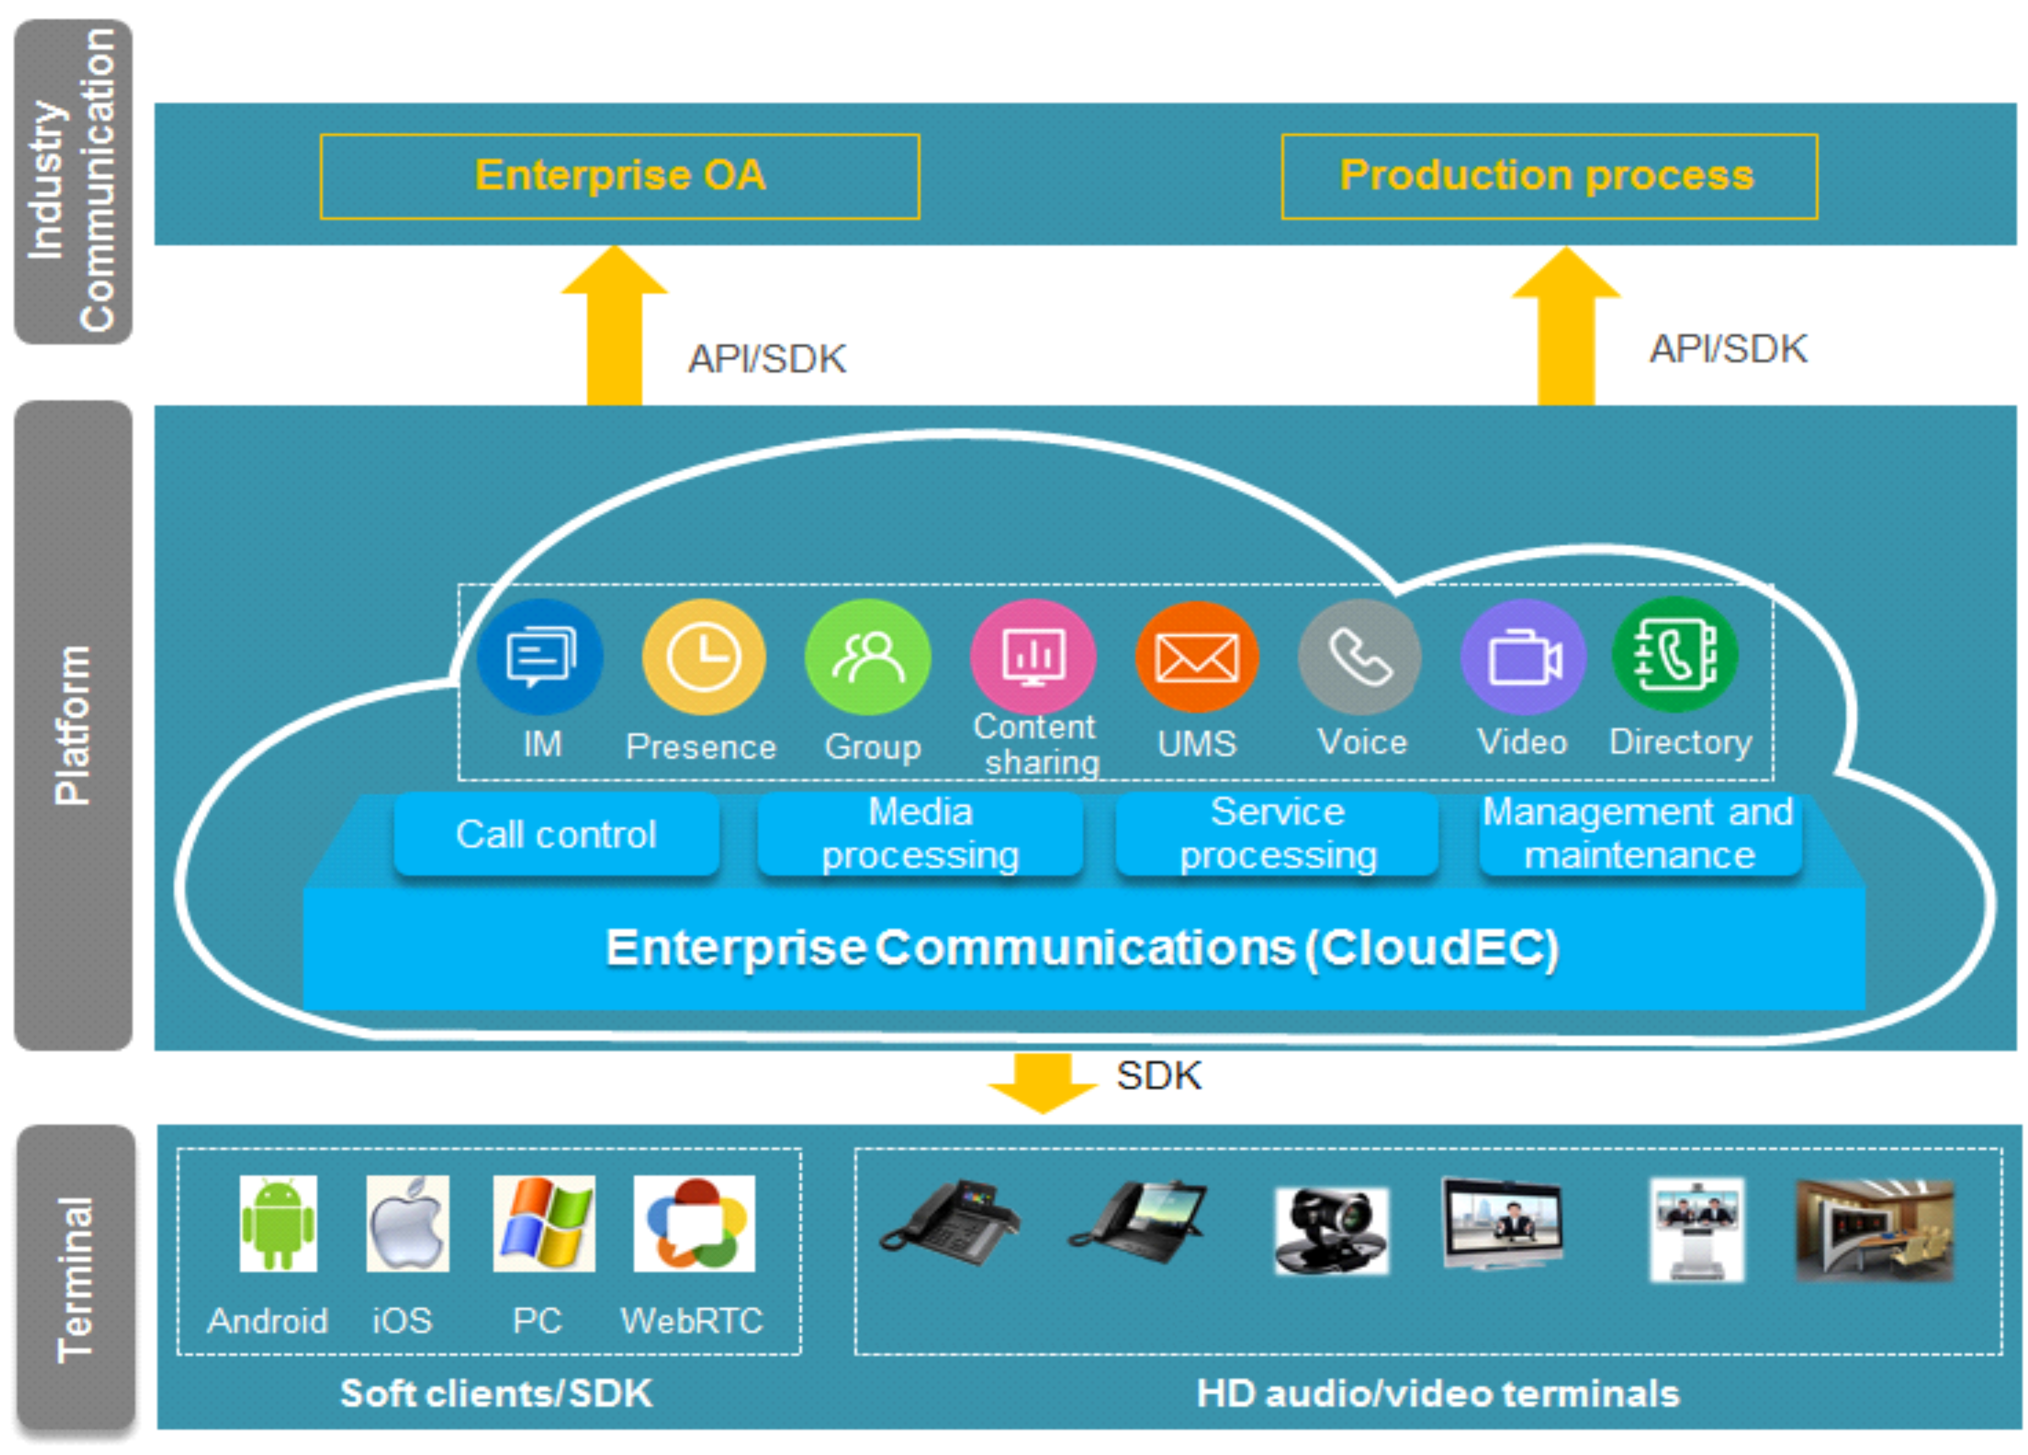 Industry
Communication
Enterprise OA
Production process
API/SDK
API/SDK
Platform
IM
Presence
Group
Content
sharing
UMS
Voice
Video
Directory
Call control
Media
processing
Service
processing
Management and
maintenance
Enterprise Communications (CloudEC)
SDK
Terminal
Android
iOS
PC
WebRTC
Soft clients/SDK
HD audio/video terminals